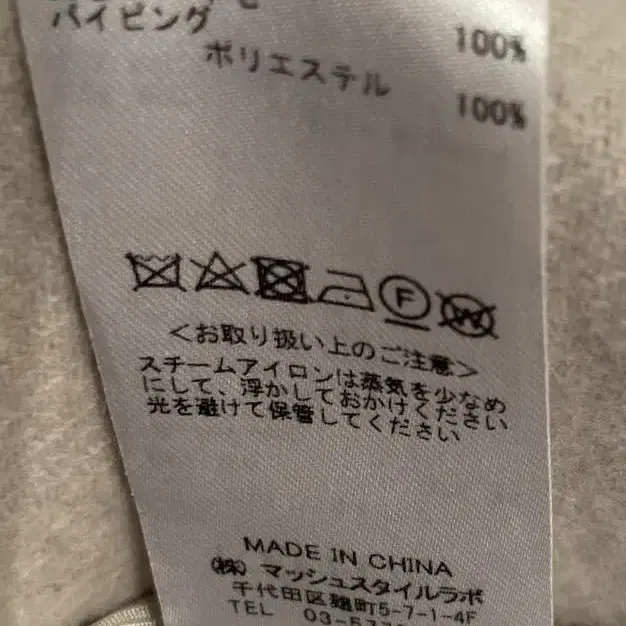 パイピング
100%
ポリエステル 100%
F
W
<お取り扱い上のご注意>
スチームアイロンは蒸気を少なめ
にして、浮かしておかけください
光を避けて保管してください
MADE IN CHINA
(株) マッシュスタイルラボ
千代田区麹町5-7-1-4F
TEL 03-5